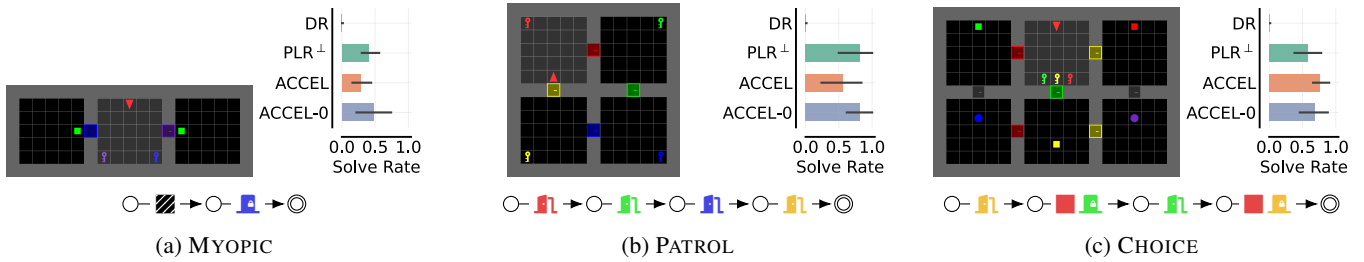 DR
PLR ⊥
ACCEL
ACCEL-0
0.0 0.5 1.0
Solve Rate
(a) MYOPIC
DR
PLR ⊥
ACCEL
ACCEL-0
0.0 0.5 1.0
Solve Rate
(b) PATROL
DR
PLR ⊥
ACCEL
ACCEL-0
0.0 0.5 1.0
Solve Rate
(c) CHOICE